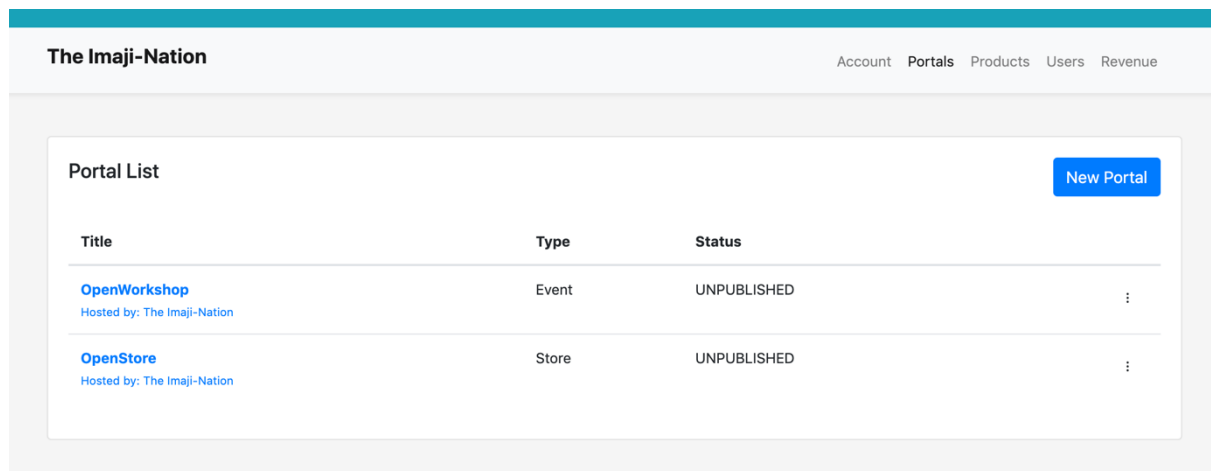 The Imaji-Nation
Account Portals Products Users Revenue
Portal List
New Portal
Title Type Status
OpenWorkshop Event UNPUBLISHED
Hosted by: The Imaji-Nation
OpenStore Store UNPUBLISHED
Hosted by: The Imaji-Nation